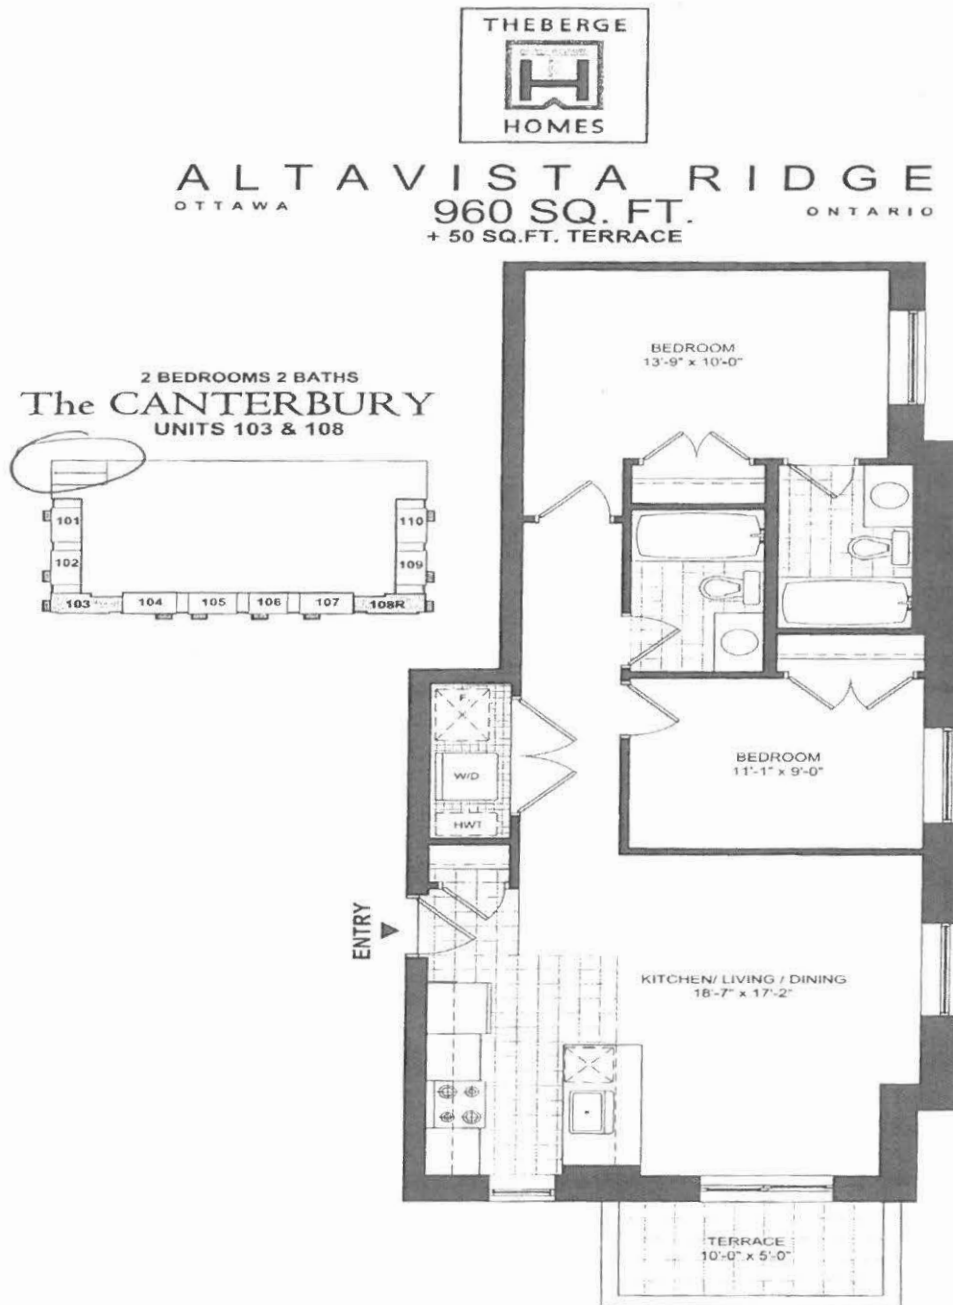 THEBERGE
HOMES
ALTAVISTA RIDGE
OTTAWA
ONTARIO
960 SQ. FT.
+ 50 SQ.FT. TERRACE
2 BEDROOMS 2 BATHS
The CANTERBURY
UNITS 103 & 108
101
110
102
109
103
104
105
106
107
108R
BEDROOM
13'-9" x 10'-0"
F
W/D
HWT
BEDROOM
11'-1" x 9'-0"
ENTRY
KITCHEN/ LIVING / DINING
18'-7" x 17'-2"
TERRACE
10'-0" x 5'-0"